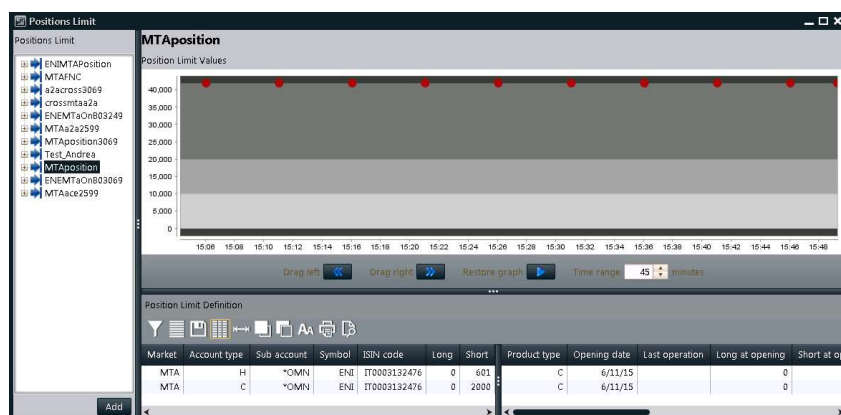 Positions Limit
Positions Limit
ENIMTAPosition
MTAFNC
a2across3069
crossmtaa2a
ENEMTaOnB03249
MTAa2a2599
MTAposition3069
Test_Andrea
MTAposition
ENEMTaOnB03069
MTAace2599
Add
MTAposition
Position Limit Values
40,000
35,000
30,000
25,000
20,000
15,000
10,000
5,000
0
15:06 15:08 15:10 15:12 15:14 15:16 15:18 15:20 15:22 15:24 15:26 15:28 15:30 15:32 15:34 15:36 15:38 15:40 15:42 15:44 15:46 15:48
Drag left Drag right Restore graph Time range 45 minutes
Position Limit Definition
Market Account type Sub account Symbol ISIN code Long Short Product type Opening date Last operation Long at opening Short at op
MTA H *OMN ENI IT0003132476 0 601 C 6/11/15 0
MTA C *OMN ENI IT0003132476 0 2000 C 6/11/15 0